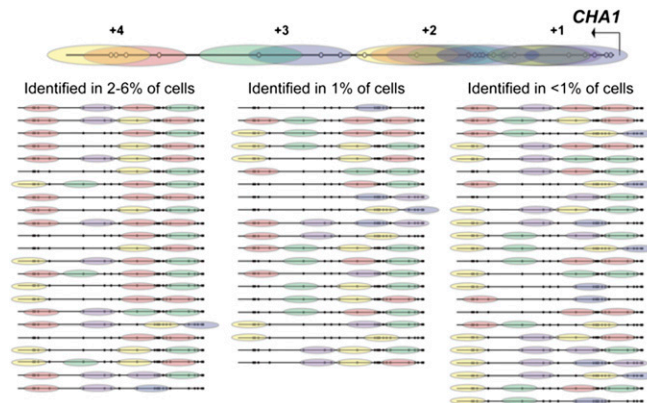 CHA1
+4 +3 +2 +1
Identified in 2-6% of cells
Identified in 1% of cells
Identified in <1% of cells